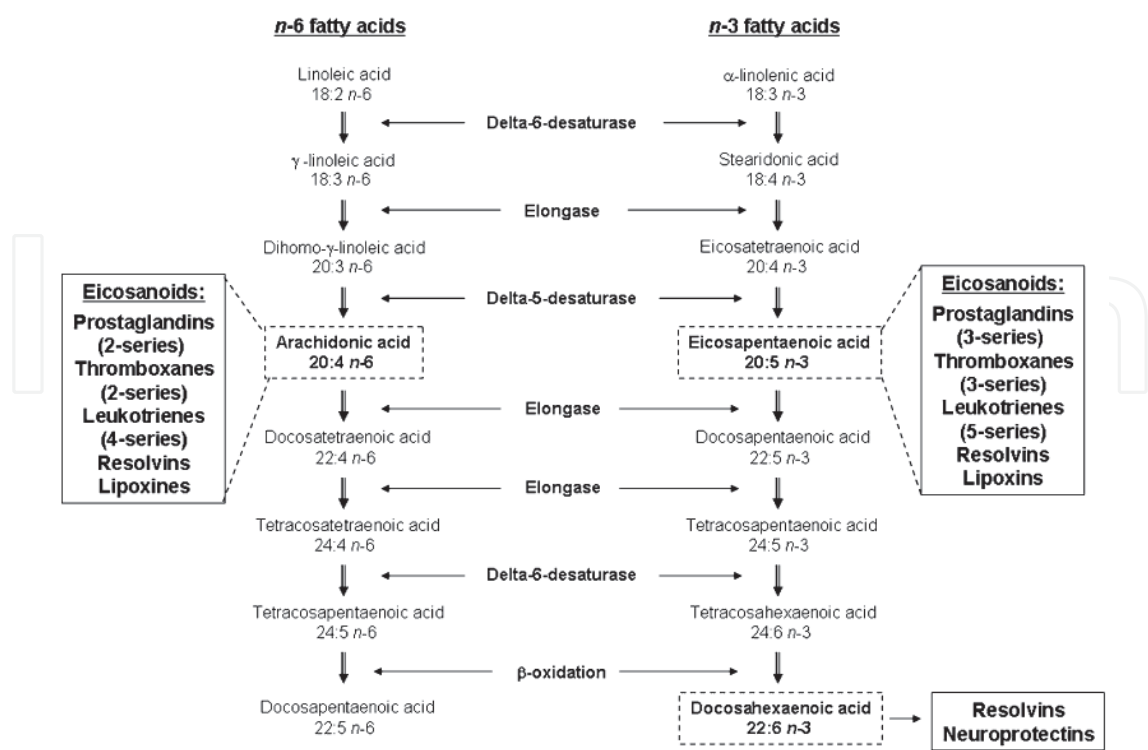 n-6 fatty acids
n-3 fatty acids
Linoleic acid
18:2 n-6
α-linolenic acid
18:3 n-3
Delta-6-desaturase
γ-linoleic acid
18:3 n-6
Stearidonic acid
18:4 n-3
Elongase
Dihomo-γ-linoleic acid
20:3 n-6
Eicosatetraenoic acid
20:4 n-3
Delta-5-desaturase
Eicosanoids:
Prostaglandins
(2-series)
Thromboxanes
(2-series)
Leukotrienes
(4-series)
Resolvins
Lipoxines
Arachidonic acid
20:4 n-6
Eicosapentaenoic acid
20:5 n-3
Eicosanoids:
Prostaglandins
(3-series)
Thromboxanes
(3-series)
Leukotrienes
(5-series)
Resolvins
Lipoxins
Elongase
Docosatetraenoic acid
22:4 n-6
Docosapentaenoic acid
22:5 n-3
Elongase
Tetracosatetraenoic acid
24:4 n-6
Tetracosapentaenoic acid
24:5 n-3
Delta-6-desaturase
Tetracosapentaenoic acid
24:5 n-6
Tetracosahexaenoic acid
24:6 n-3
β-oxidation
Docosapentaenoic acid
22:5 n-6
Docosahexaenoic acid
22:6 n-3
Resolvins
Neuroprotectins